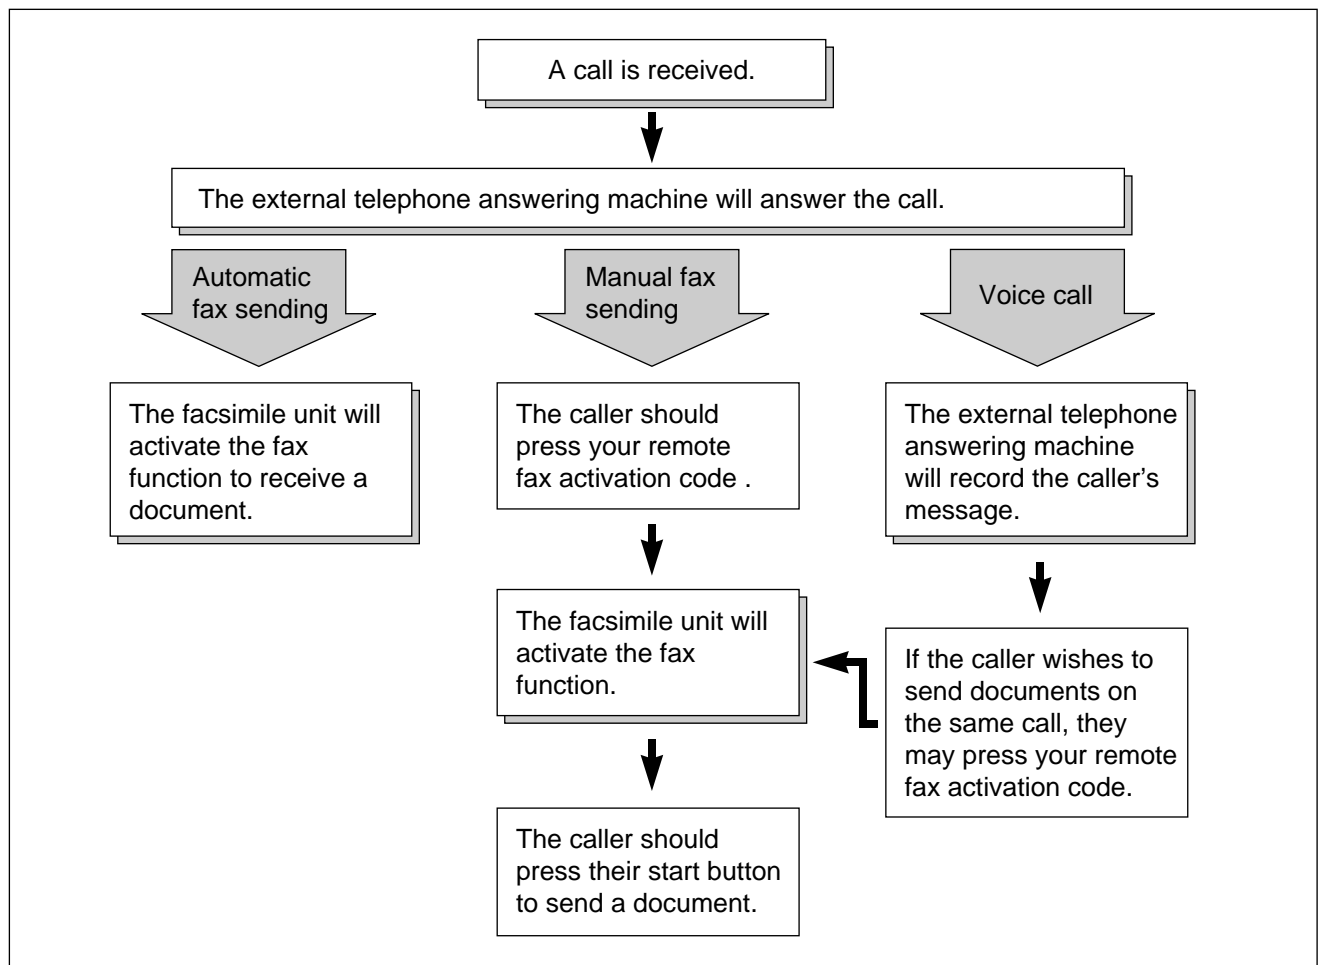 A call is received.
The external telephone answering machine will answer the call.
Automatic
fax sending
Manual fax
sending
Voice call
The facsimile unit will
activate the fax
function to receive a
document.
The caller should
press your remote
fax activation code .
The external telephone
answering machine
will record the caller’s
message.
The facsimile unit will
activate the fax
function.
If the caller wishes to
send documents on
the same call, they
may press your remote
fax activation code.
The caller should
press their start button
to send a document.